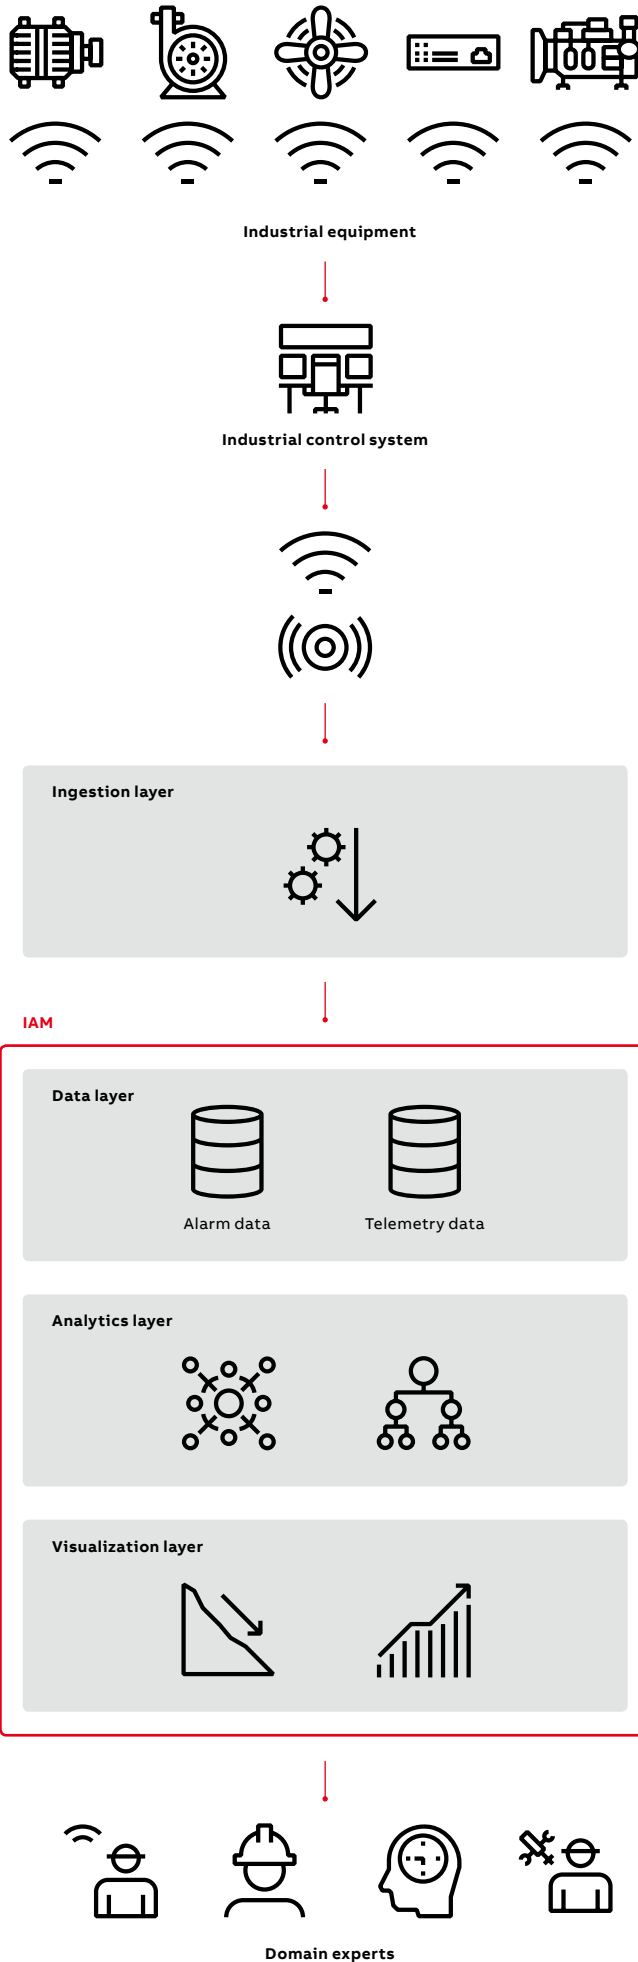 Industrial equipment
Industrial control system
Ingestion layer
IAM
Data layer
Alarm data
Telemetry data
Analytics layer
Visualization layer
Domain experts